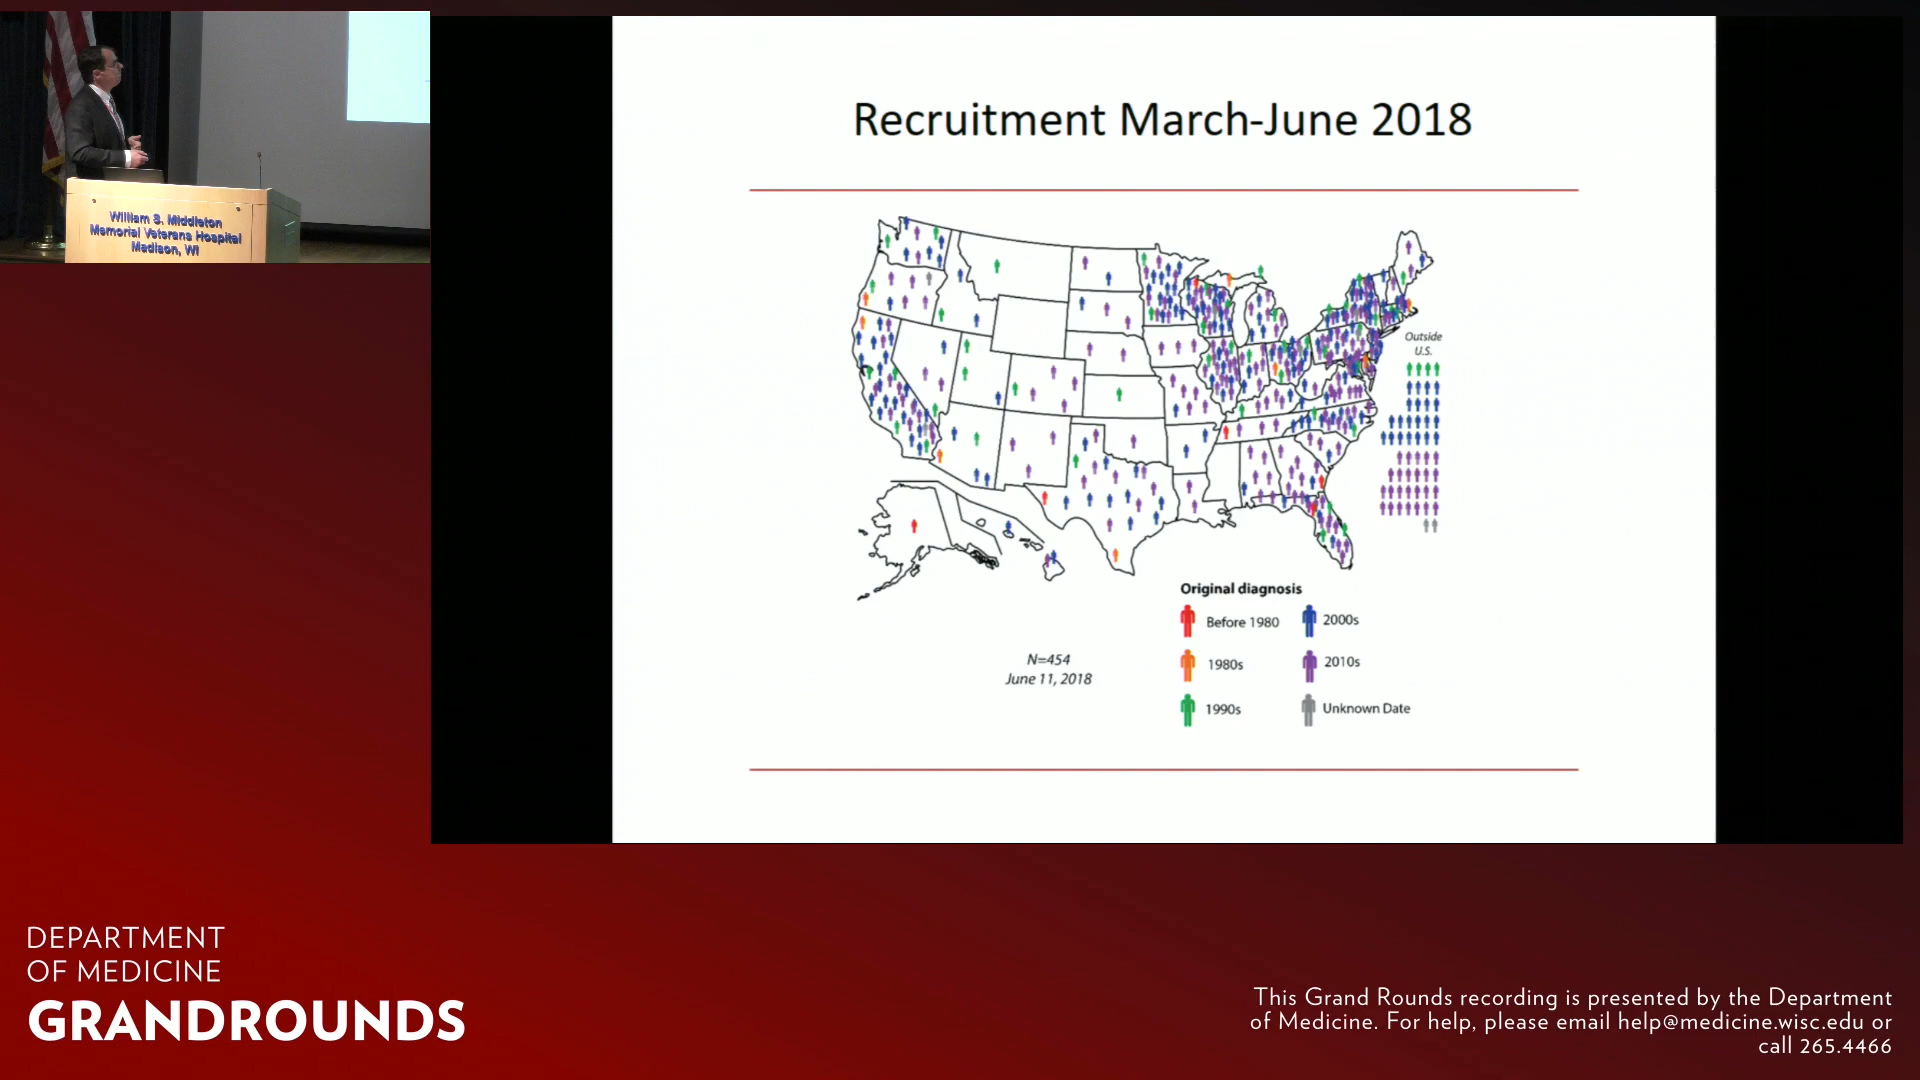 William S. Middleton
Memorial Veterans Hospital
Madison, WI
Recruitment March-June 2018
Outside
U.S.
Original diagnosis
Before 1980
2000s
1980s
2010s
1990s
Unknown Date
N=454
June 11, 2018
DEPARTMENT
OF MEDICINE
GRANDROUNDS
This Grand Rounds recording is presented by the Department
of Medicine. For help, please email help@medicine.wisc.edu or
call 265.4466